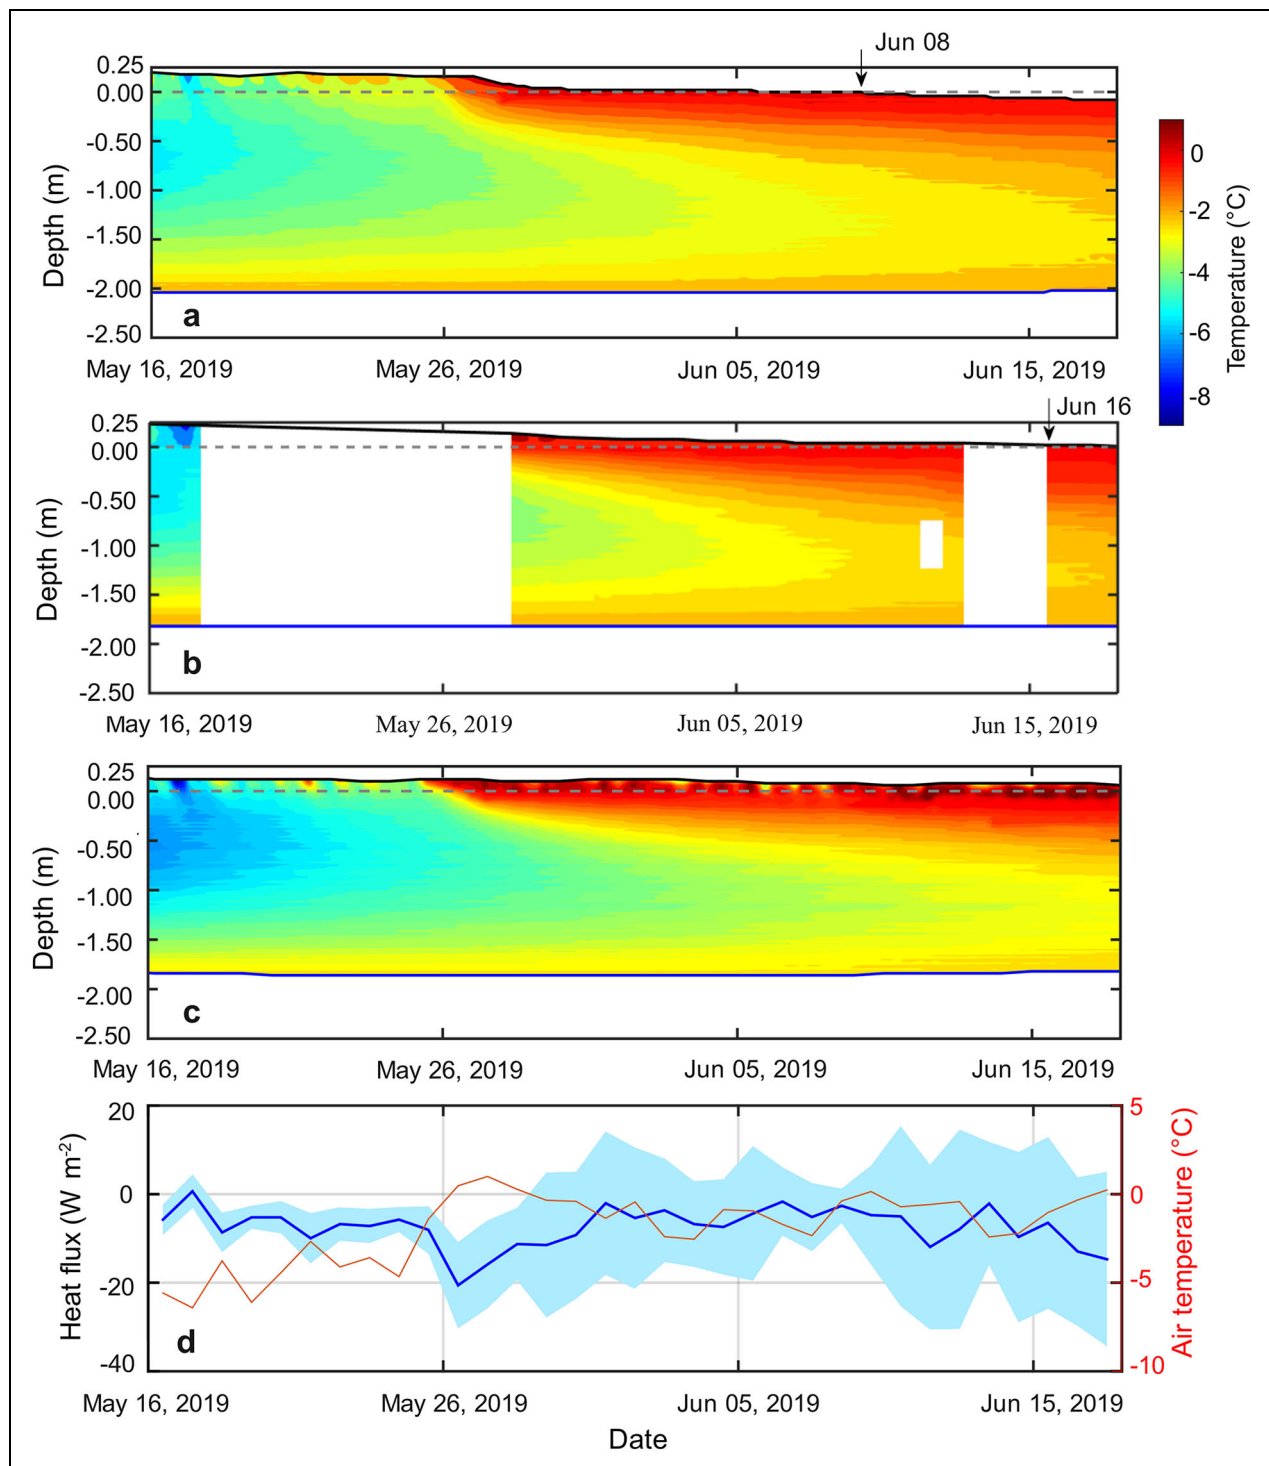 Jun 08
0.25
0.00
-0.50
-1.00
-1.50
-2.00
-2.50
Depth (m)
a
May 16, 2019 May 26, 2019 Jun 05, 2019 Jun 15, 2019
0
-2
-4
-6
-8
Temperature (°C)
Jun 16
0.25
0.00
-0.50
-1.00
-1.50
-2.00
-2.50
Depth (m)
b
May 16, 2019 May 26, 2019 Jun 05, 2019 Jun 15, 2019
0.25
0.00
-0.50
-1.00
-1.50
-2.00
-2.50
Depth (m)
c
May 16, 2019 May 26, 2019 Jun 05, 2019 Jun 15, 2019
20
0
-20
-40
Heat flux (W m-2)
d
5
0
-5
-10
Air temperature (°C)
May 16, 2019 May 26, 2019 Jun 05, 2019 Jun 15, 2019
Date